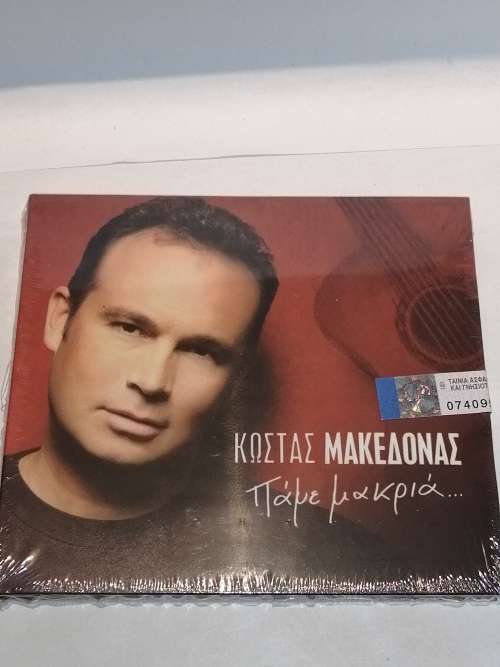 ΤΑΙΝΙΑ ΑΣΦΑ
ΚΑΙ ΓΝΗΣΙΟΤ
07409
ΚΩΣΤΑΣ ΜΑΚΕΔΟΝΑΣ
Πάμε μακριά...